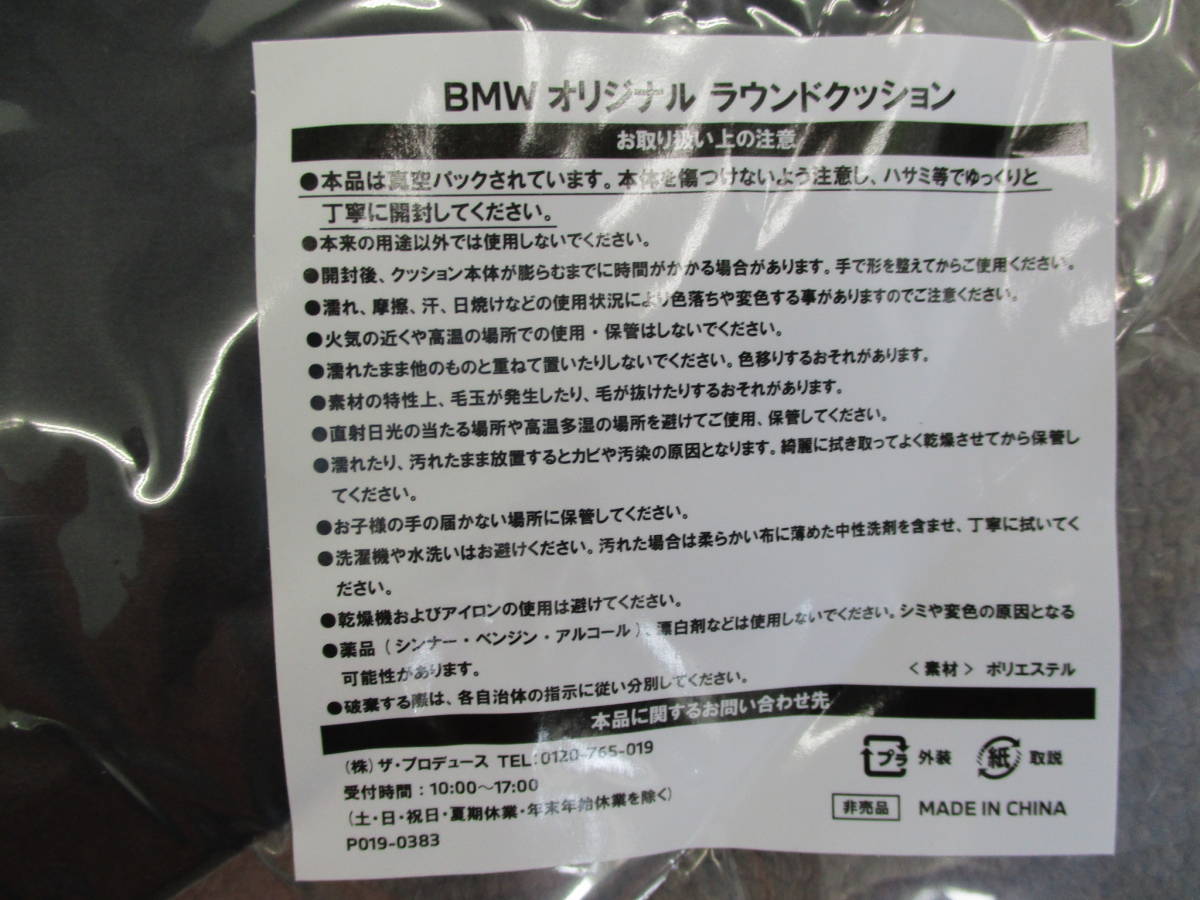 BMW オリジナル ラウンドクッション
お取り扱い上の注意
●本品は真空パックされています。本体を傷つけないよう注意し、ハサミ等でゆっくりと
丁寧に開封してください。
●本来の用途以外では使用しないでください。
●開封後、クッション本体が膨らむまでに時間がかかる場合があります。手で形を整えてからご使用ください。
●濡れ、摩擦、汗、日焼けなどの使用状況により色落ちや変色する事がありますのでご注意ください。
●火気の近くや高温の場所での使用・保管はしないでください。
●濡れたまま他のものと重ねて置いたりしないでください。色移りするおそれがあります。
●素材の特性上、毛玉が発生したり、毛が抜けたりするおそれがあります。
●直射日光の当たる場所や高温多湿の場所を避けてご使用、保管してください。
●濡れたり、汚れたまま放置するとカビや汚染の原因となります。綺麗に拭き取ってよく乾燥させてから保管し
てください。
●お子様の手の届かない場所に保管してください。
●洗濯機や水洗いはお避けください。汚れた場合は柔らかい布に薄めた中性洗剤を含ませ、丁寧に拭いてく
ださい。
●乾燥機およびアイロンの使用は避けてください。
●薬品(シンナー・ベンジン・アルコール)、漂白剤などは使用しないでください。シミや変色の原因となる
可能性があります。
●破棄する際は、各自治体の指示に従い分別してください。
<素材> ポリエステル
本品に関するお問い合わせ先
(株)ザ・プロデュース TEL:0120-765-019
受付時間:10:00~17:00
(土・日・祝日・夏期休業・年末年始休業を除く)
P019-0383
プラ 外装 紙 取説
非売品 MADE IN CHINA